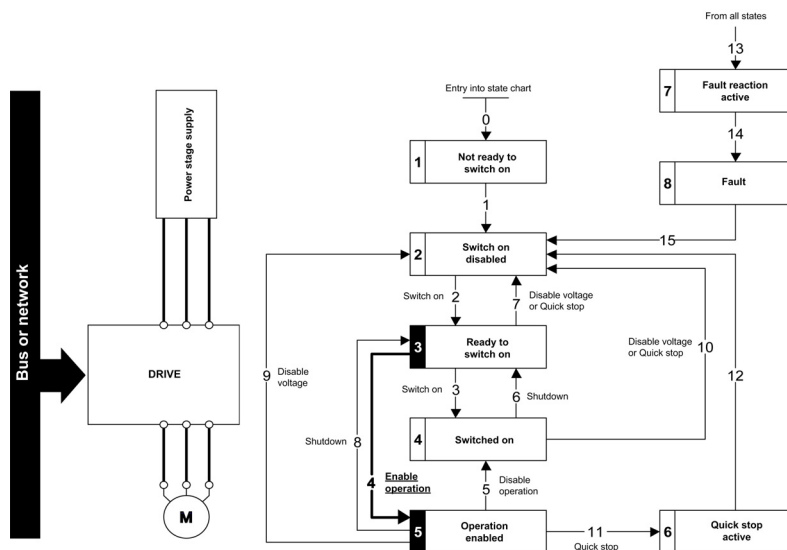 Bus or network
Power stage supply
DRIVE
M
From all states
13
7
Fault reaction
active
14
8
Fault
15
Entry into state chart
0
1
Not ready to
switch on
1
2
Switch on
disabled
Switch on
2
7
Disable voltage
or Quick stop
3
Ready to
switch on
Switch on
3
6
Shutdown
4
Switched on
Disable voltage
or Quick stop
10
12
9
Disable
voltage
Shutdown
8
4
Enable
operation
5
Disable
operation
5
Operation
enabled
11
Quick stop
6
Quick stop
active